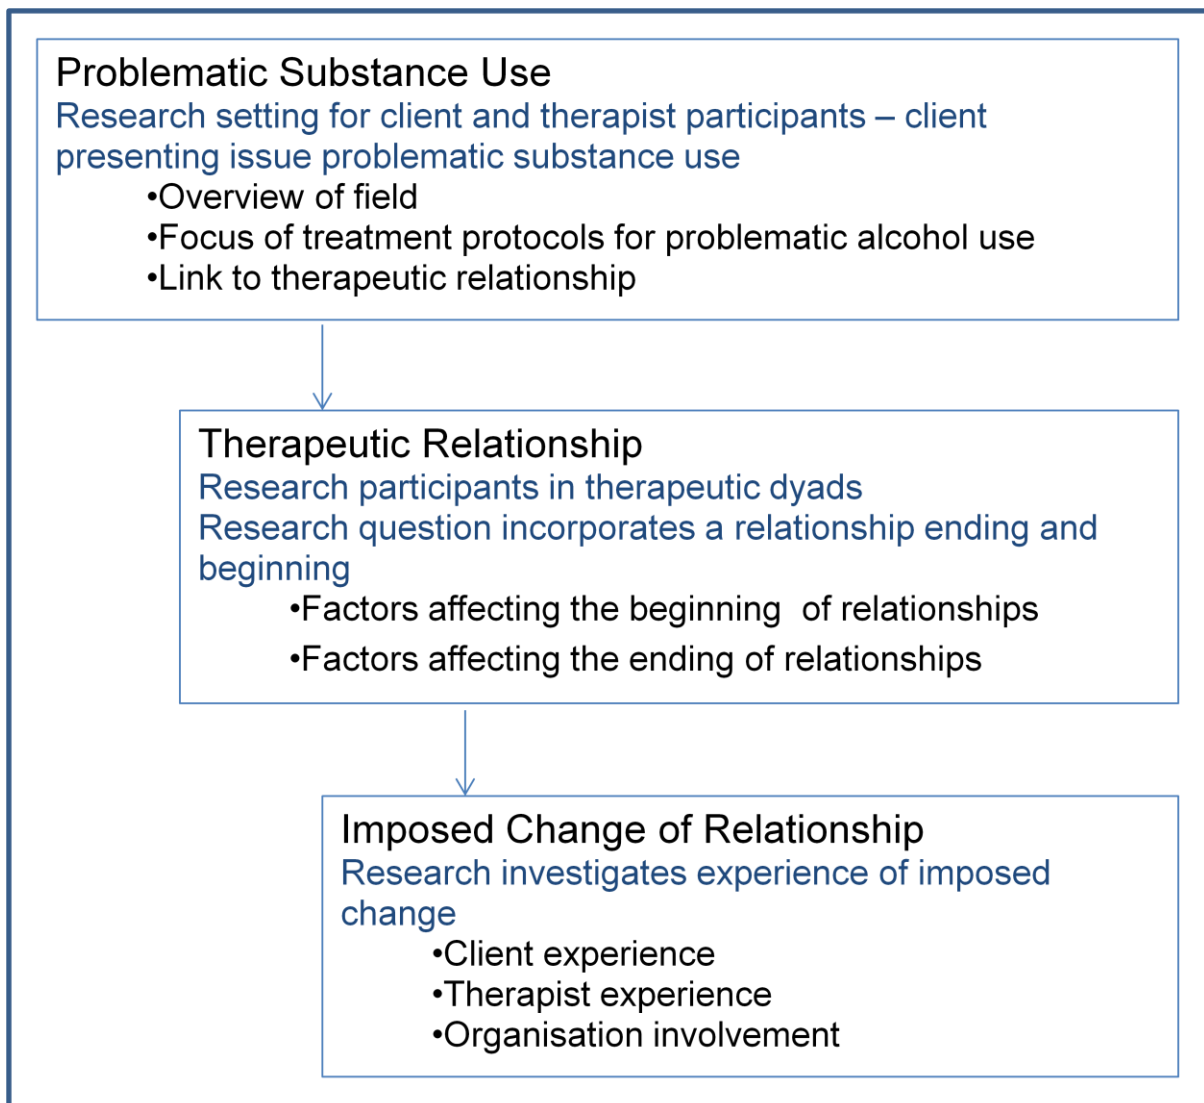 Problematic Substance Use
Research setting for client and therapist participants – client
presenting issue problematic substance use
•Overview of field
•Focus of treatment protocols for problematic alcohol use
•Link to therapeutic relationship
Therapeutic Relationship
Research participants in therapeutic dyads
Research question incorporates a relationship ending and
beginning
•Factors affecting the beginning  of relationships
•Factors affecting the ending of relationships
Imposed Change of Relationship
Research investigates experience of imposed
change
•Client experience
•Therapist experience
•Organisation involvement